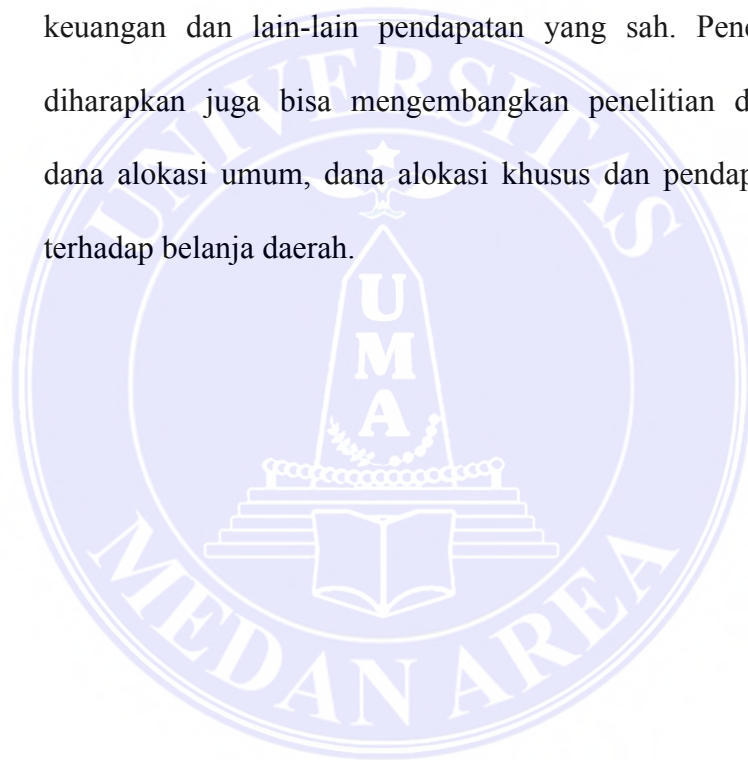 keuangan dan lain-lain pendapatan yang sah.
diharapkan juga bisa mengembangkan penelitian
dana alokasi umum, dana alokasi khusus dan
terhadap belanja daerah.
UNIVERSITAS
UMA
MEDAN AREA